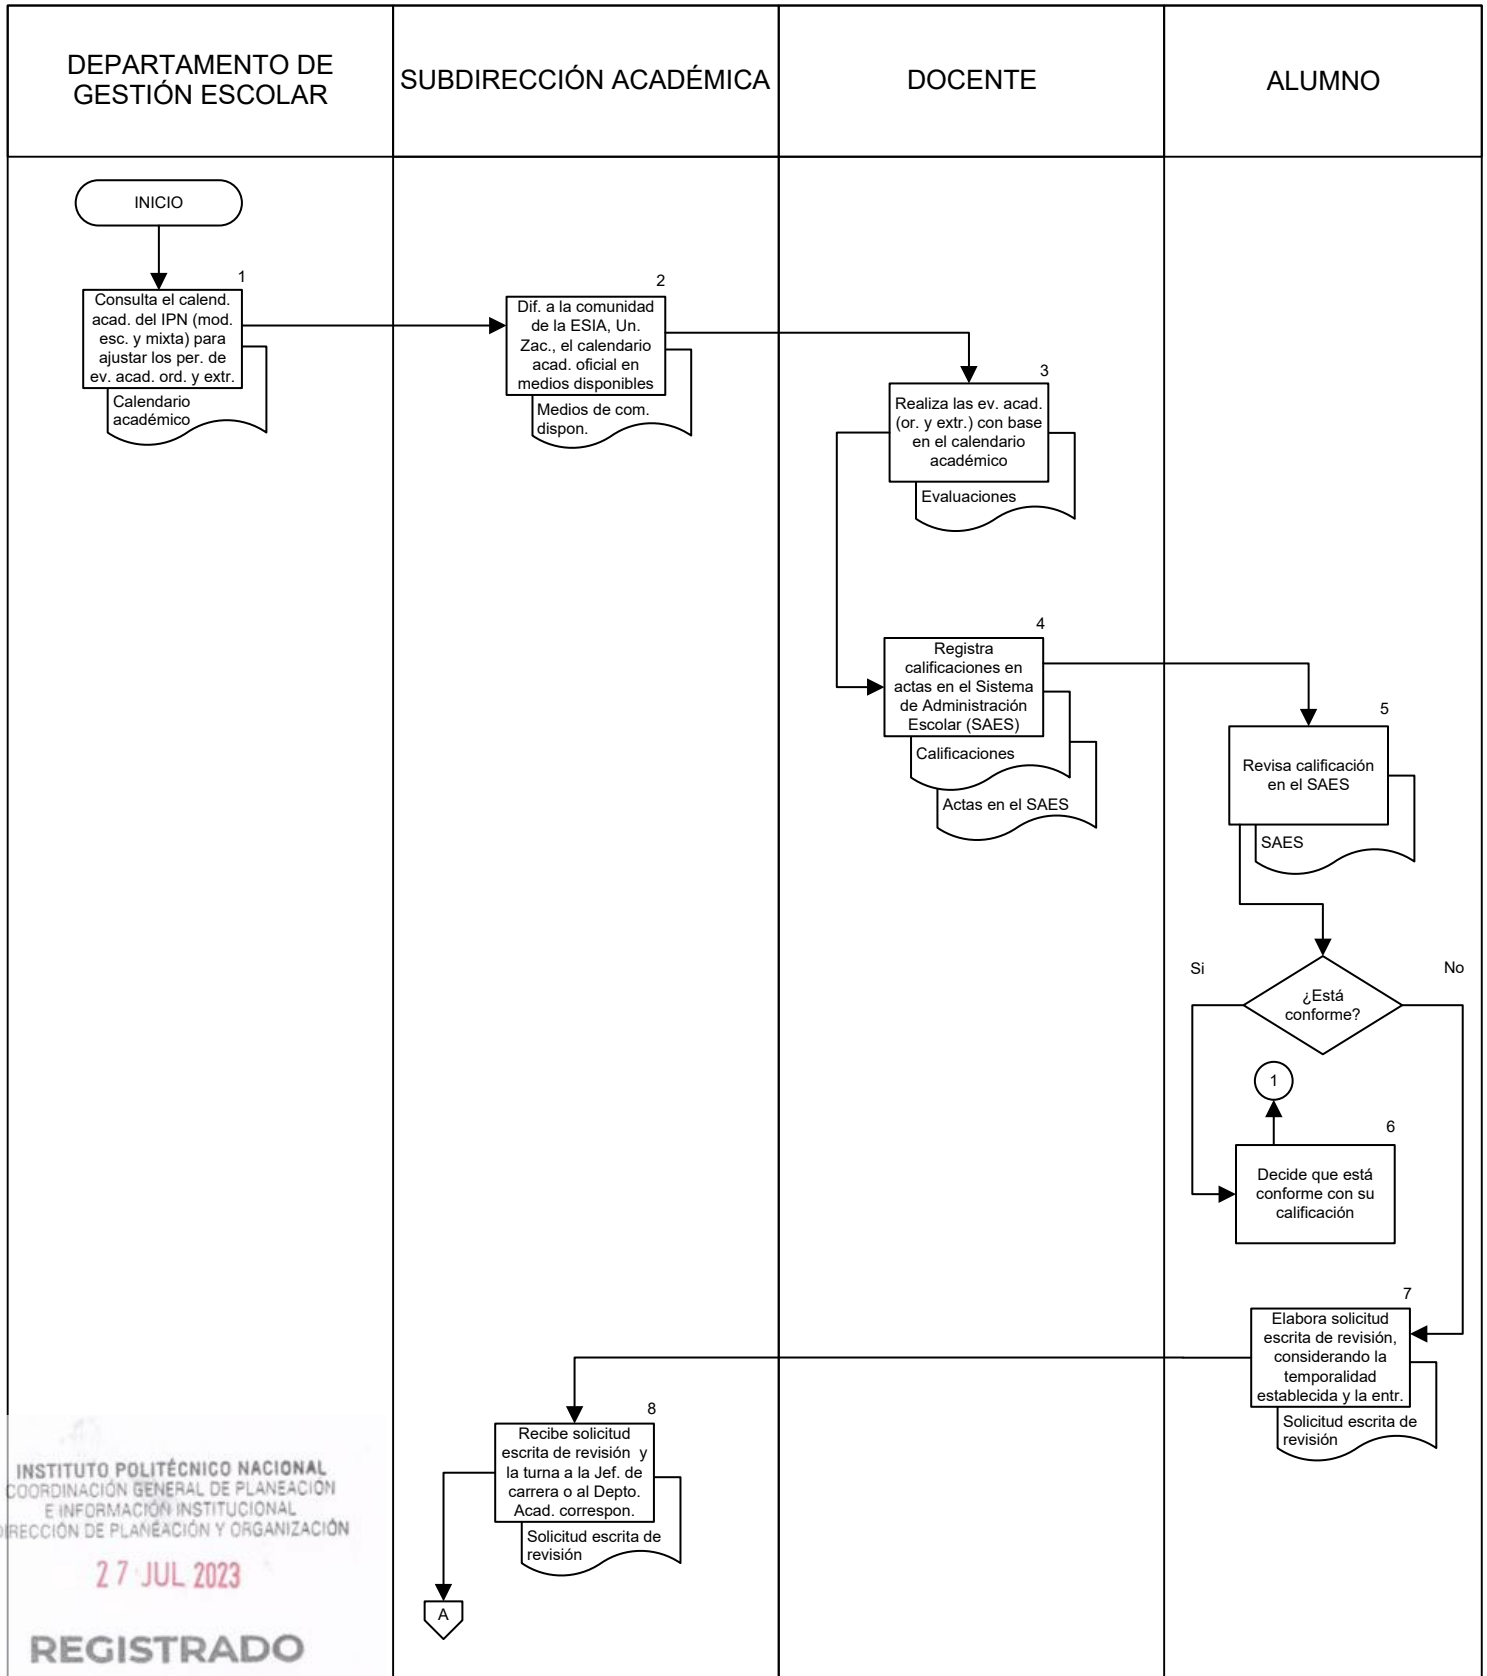 DEPARTAMENTO DE
GESTIÓN ESCOLAR
SUBDIRECCIÓN ACADÉMICA
DOCENTE
ALUMNO
INICIO
1
Consulta el calend.
acad. del IPN (mod.
esc. y mixta) para
ajustar los per. de
ev. acad. ord. y extr.
Calendario
académico
2
Dif. a la comunidad
de la ESIA, Un.
Zac., el calendario
acad. oficial en
medios disponibles
Medios de com.
dispon.
3
Realiza las ev. acad.
(or. y extr.) con base
en el calendario
académico
Evaluaciones
4
Registra
calificaciones en
actas en el Sistema
de Administración
Escolar (SAES)
Calificaciones
Actas en el SAES
5
Revisa calificación
en el SAES
SAES
Si
No
¿Está
conforme?
1
6
Decide que está
conforme con su
calificación
7
Elabora solicitud
escrita de revisión,
considerando la
temporalidad
establecida y la entr.
Solicitud escrita de
revisión
8
Recibe solicitud
escrita de revisión y
la turna a la Jef. de
carrera o al Depto.
Acad. correspon.
Solicitud escrita de
revisión
A
INSTITUTO POLITÉCNICO NACIONAL
COORDINACIÓN GENERAL DE PLANEACIÓN
E INFORMACIÓN INSTITUCIONAL
DIRECCIÓN DE PLANEACIÓN Y ORGANIZACIÓN
27 JUL 2023
REGISTRADO